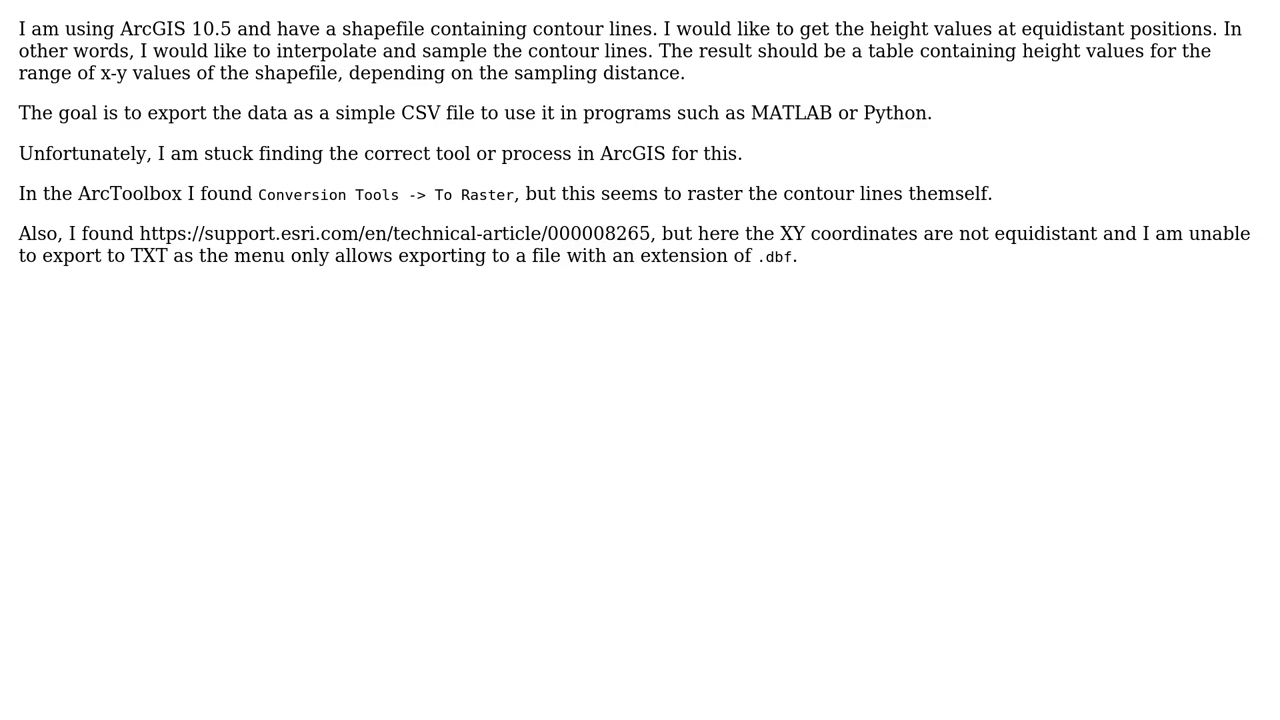 I am using ArcGIS 10.5 and have a shapefile containing contour lines. I would like to get the height values at equidistant positions. In
other words, I would like to interpolate and sample the contour lines. The result should be a table containing height values for the
range of x-y values of the shapefile, depending on the sampling distance.
The goal is to export the data as a simple CSV file to use it in programs such as MATLAB or Python.
Unfortunately, I am stuck finding the correct tool or process in ArcGIS for this.
In the ArcToolbox I found Conversion Tools -> To Raster, but this seems to raster the contour lines themself.
Also, I found https://support.esri.com/en/technical-article/000008265, but here the XY coordinates are not equidistant and I am unable
to export to TXT as the menu only allows exporting to a file with an extension of .dbf.